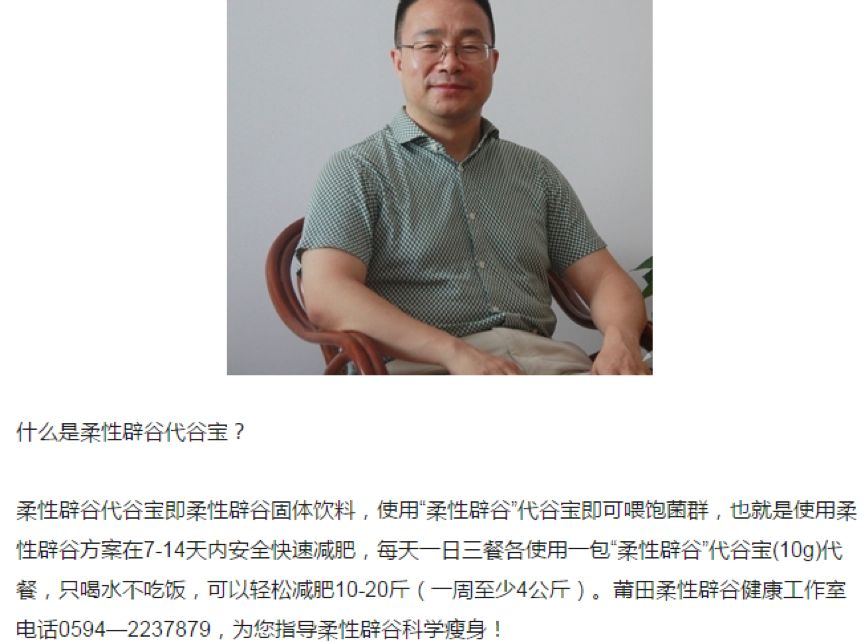 什么是柔性辟谷代谷宝？
柔性辟谷代谷宝即柔性辟谷固体饮料，使用“柔性辟谷”代谷宝即可喂饱菌群，也就是使用柔
性辟谷方案在7-14天内安全快速减肥，每天一日三餐各使用一包“柔性辟谷”代谷宝(10g)代
餐，只喝水不吃饭，可以轻松减肥10-20斤（一周至少4公斤）。莆田柔性辟谷健康工作室
电话0594—2237879，为您指导柔性辟谷科学瘦身！